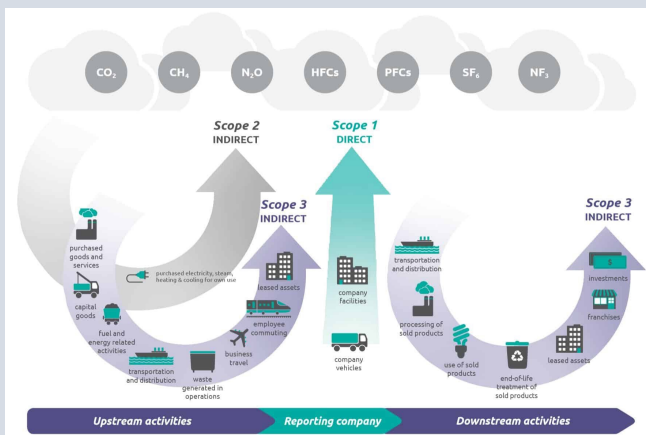 CO₂
CH₄
N₂O
HFCs
PFCs
SF₆
NF₃
Scope 2
INDIRECT
Scope 1
DIRECT
Scope 3
INDIRECT
Scope 3
INDIRECT
purchased
goods and
services
capital
goods
fuel and
energy related
activities
transportation
and distribution
waste
generated in
operations
business
travel
employee
commuting
leased assets
purchased electricity, steam,
heating & cooling for own use
company
facilities
company
vehicles
transportation
and distribution
processing of
sold products
use of sold
products
end-of-life
treatment of
sold products
leased assets
franchises
$
investments
Upstream activities
Reporting company
Downstream activities